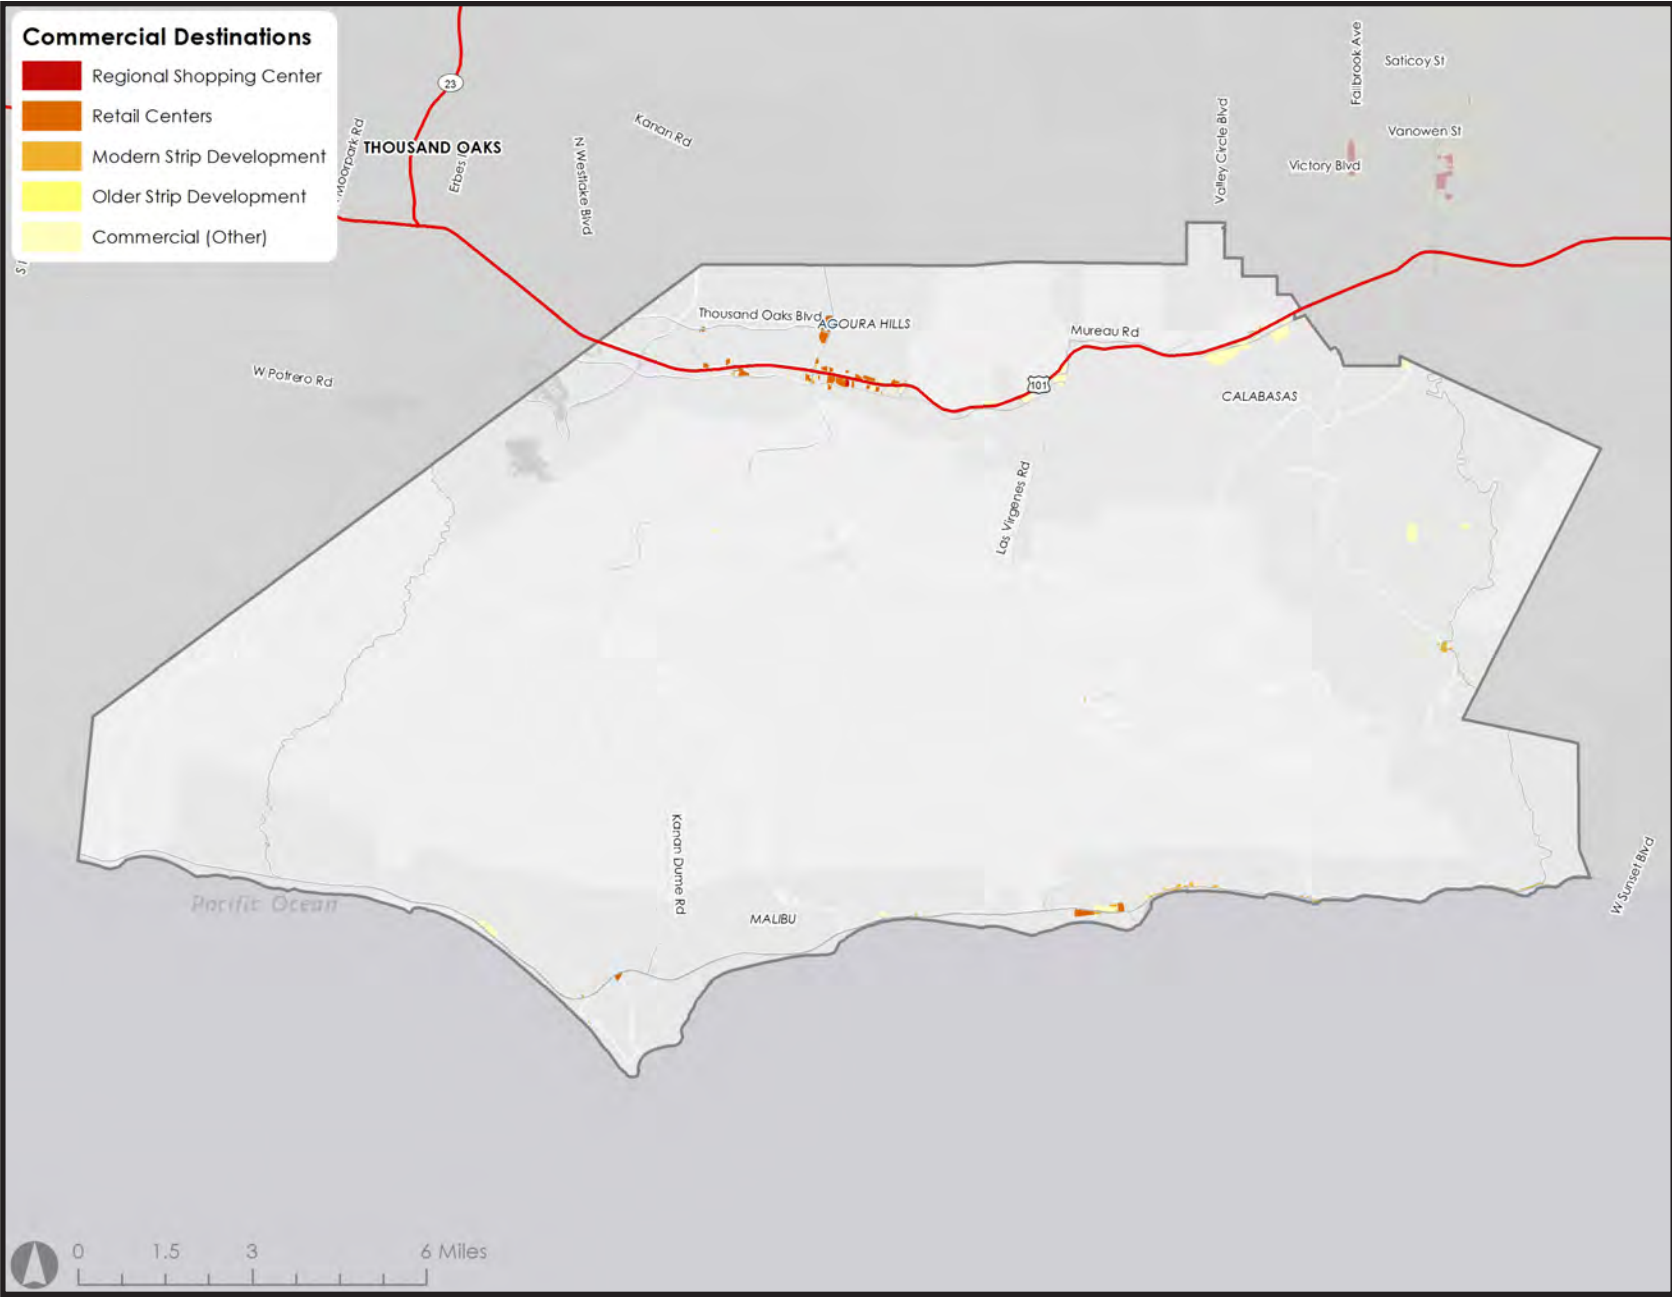 Commercial Destinations
Regional Shopping Center
Retail Centers
Modern Strip Development
Older Strip Development
Commercial (Other)
23
THOUSAND OAKS
Moorpark Rd
Erbes
N Westlake Blvd
Kanan Rd
Valley Circle Blvd
Fallbrook Ave
Saticoy St
Vanowen St
Victory Blvd
Thousand Oaks Blvd
AGOURA HILLS
Mureau Rd
W Potrero Rd
101
CALABASAS
Las Virgenes Rd
Kanan Dume Rd
Pacific Ocean
MALIBU
W Sunset Blvd
0 1.5 3 6 Miles